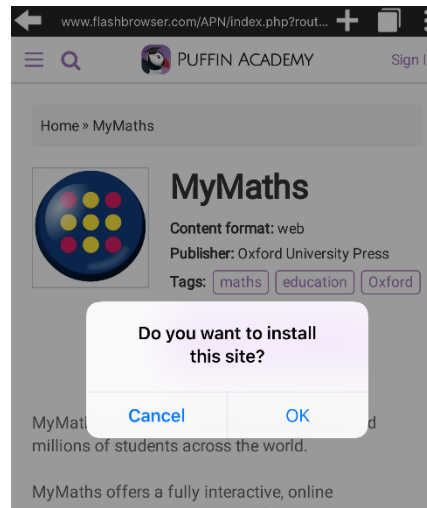 www.flashbrowser.com/APN/index.php?rout...
PUFFIN ACADEMY
Sign I
Home » MyMaths
MyMaths
Content format: web
Publisher: Oxford University Press
Tags: maths education Oxford
Do you want to install
this site?
Cancel OK
MyMat d
millions of students across the world.
MyMaths offers a fully interactive, online